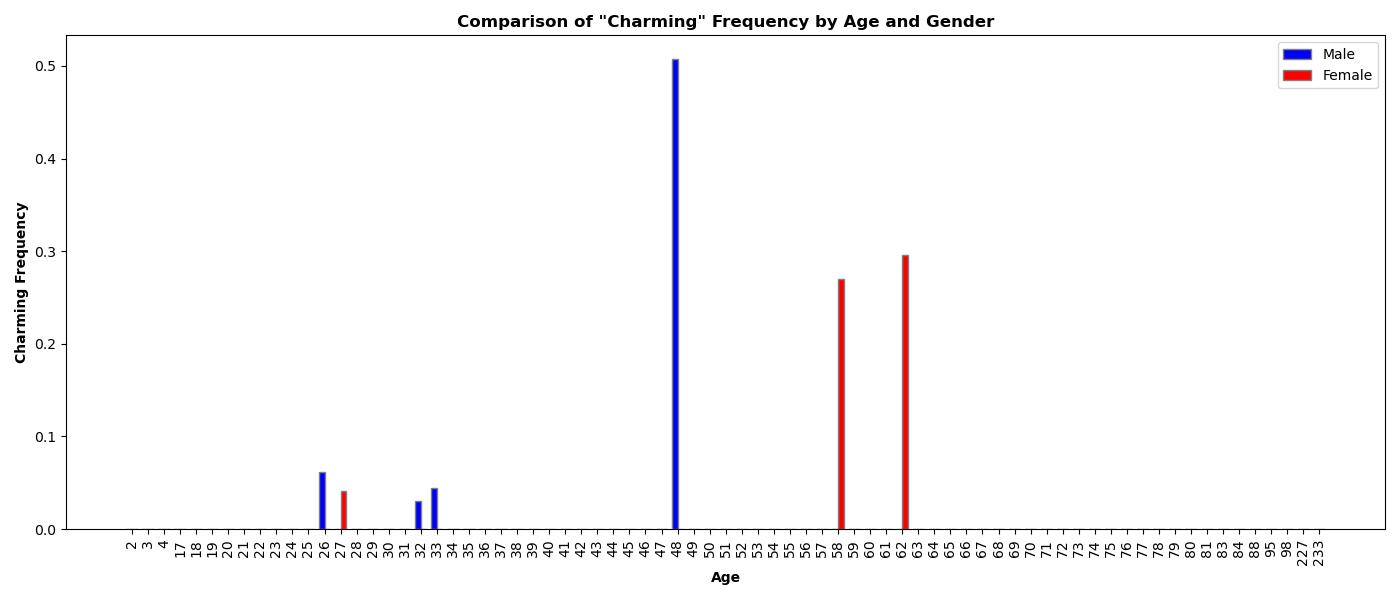 Comparison of "Charming" Frequency by Age and Gender
Male
Female
Charming Frequency
0.5
0.4
0.3
0.2
0.1
0.0
2 3 4 17 18 19 20 21 22 23 24 25 26 27 28 29 30 31 32 33 34 35 36 37 38 39 40 41 42 43 44 45 46 47 48 49 50 51 52 53 54 55 56 57 58 59 60 61 62 63 64 65 66 67 68 69 70 71 72 73 74 75 76 77 78 79 80 81 83 84 88 95 98 227 233
Age